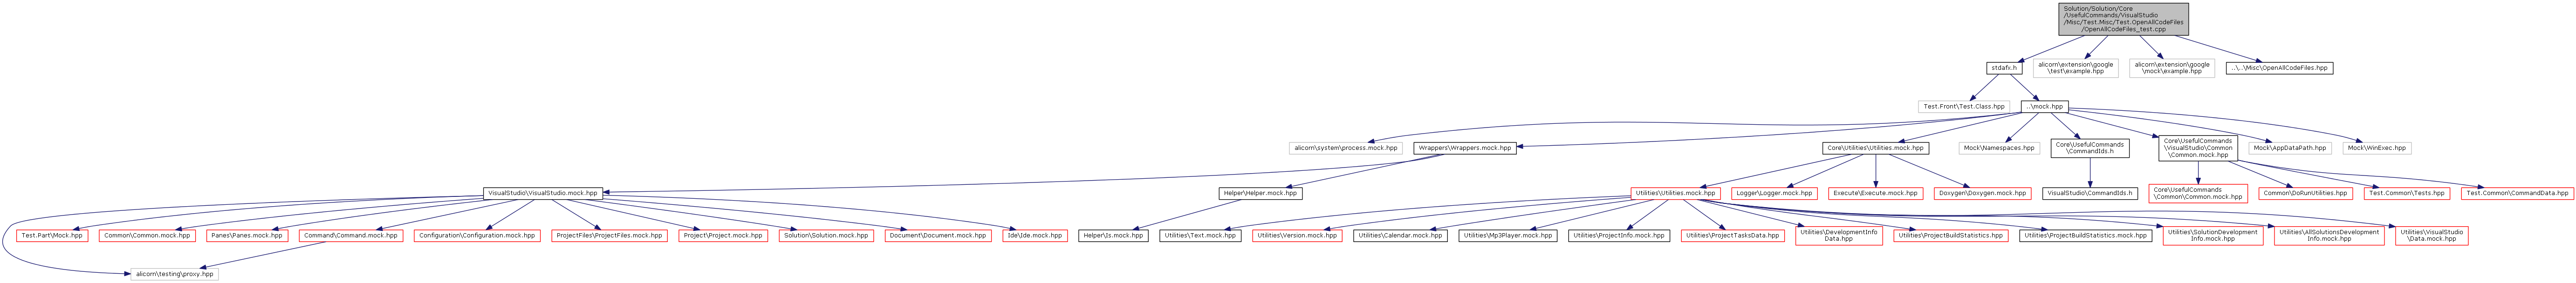 Solution/Solution/Core
/UsefulCommands/VisualStudio
/Misc/Test.Misc/Test.OpenAllCodeFiles
/OpenAllCodeFiles_test.cpp
stdafx.h
alicorn\extension\google
\test\example.hpp
alicorn\extension\google
\mock\example.hpp
..\..\Misc\OpenAllCodeFiles.hpp
Test.Front\Test.Class.hpp
..\mock.hpp
alicorn\system\process.mock.hpp
Wrappers\Wrappers.mock.hpp
Core\Utilities\Utilities.mock.hpp
Mock\Namespaces.hpp
Core\UsefulCommands
\CommandIds.h
Core\UsefulCommands
\VisualStudio\Common
\Common.mock.hpp
Mock\AppDataPath.hpp
Mock\WinExec.hpp
VisualStudio\VisualStudio.mock.hpp
Helper\Helper.mock.hpp
Utilities\Utilities.mock.hpp
Logger\Logger.mock.hpp
Execute\Execute.mock.hpp
Doxygen\Doxygen.mock.hpp
VisualStudio\CommandIds.h
Core\UsefulCommands
\Common\Common.mock.hpp
Common\DoRunUtilities.hpp
Test.Common\Tests.hpp
Test.Common\CommandData.hpp
Test.Part\Mock.hpp
Common\Common.mock.hpp
Panes\Panes.mock.hpp
Command\Command.mock.hpp
Configuration\Configuration.mock.hpp
ProjectFiles\ProjectFiles.mock.hpp
Project\Project.mock.hpp
Solution\Solution.mock.hpp
Document\Document.mock.hpp
Ide\Ide.mock.hpp
Helper\Is.mock.hpp
Utilities\Text.mock.hpp
Utilities\Version.mock.hpp
Utilities\Calendar.mock.hpp
Utilities\Mp3Player.mock.hpp
Utilities\ProjectInfo.mock.hpp
Utilities\ProjectTasksData.hpp
Utilities\DevelopmentInfo
Data.hpp
Utilities\ProjectBuildStatistics.hpp
Utilities\ProjectBuildStatistics.mock.hpp
Utilities\SolutionDevelopment
Info.mock.hpp
Utilities\AllSolutionsDevelopment
Info.mock.hpp
Utilities\VisualStudio
\Data.mock.hpp
alicorn\testing\proxy.hpp